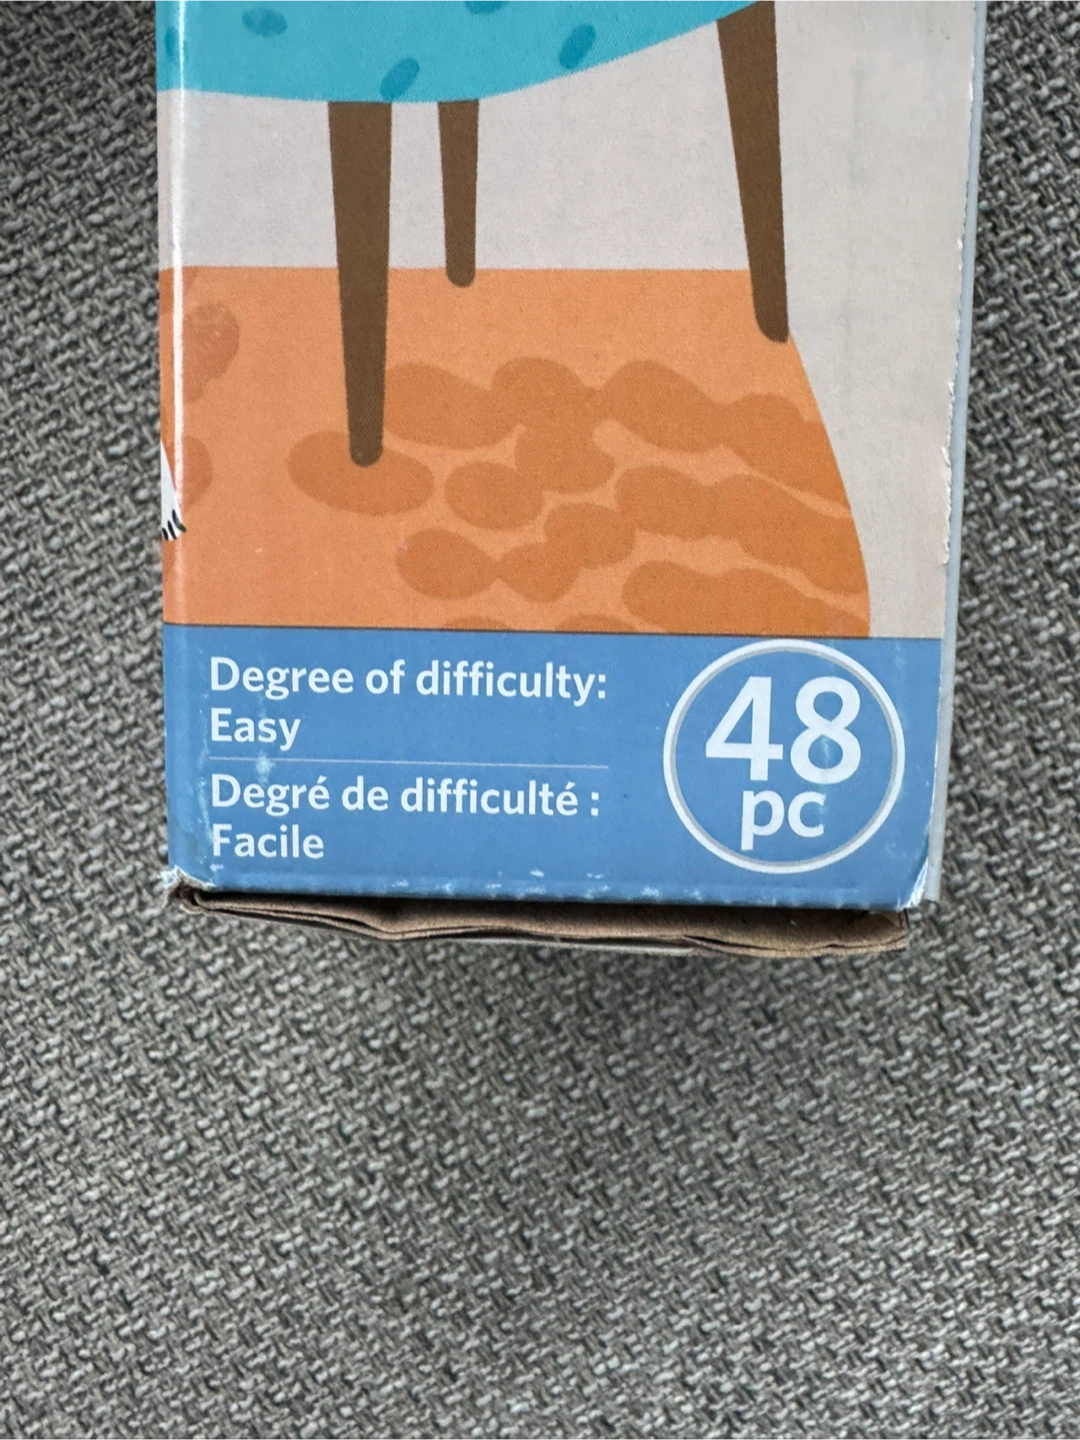 Degree of difficulty:
Easy
Degré de difficulté :
Facile
48
pc